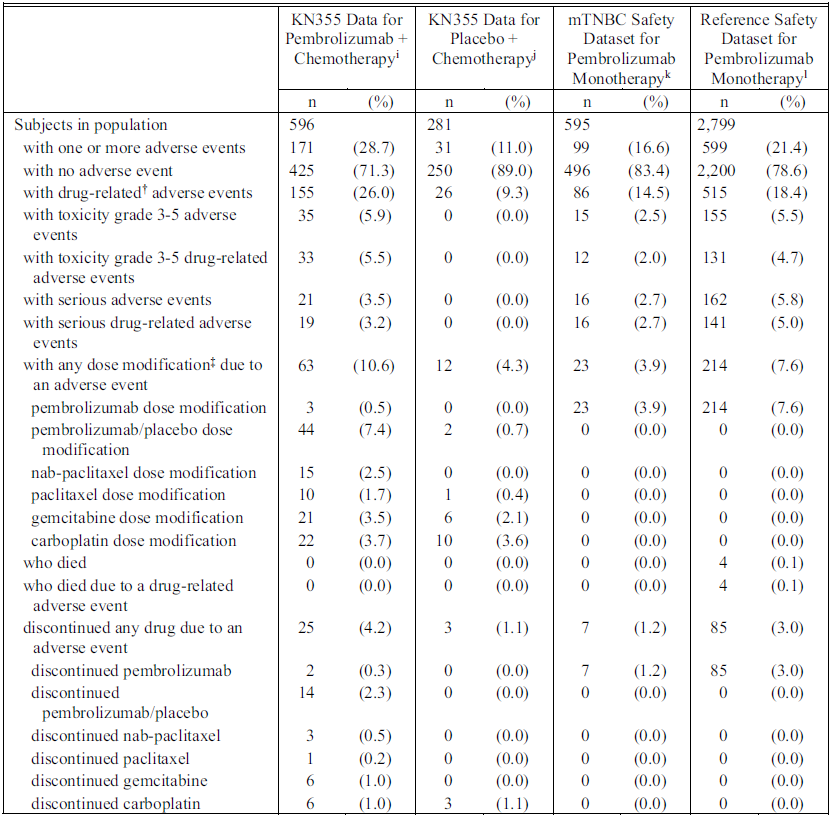 KN355 Data for Pembrolizumab + Chemotherapyⁱ KN355 Data for Placebo + Chemotherapyʲ mTNBC Safety Dataset for Pembrolizumab Monotherapyᵏ Reference Safety Dataset for Pembrolizumab Monotherapyˡ
n (%) n (%) n (%) n (%)
Subjects in population 596 281 595 2,799
with one or more adverse events 171 (28.7) 31 (11.0) 99 (16.6) 599 (21.4)
with no adverse event 425 (71.3) 250 (89.0) 496 (83.4) 2,200 (78.6)
with drug-related† adverse events 155 (26.0) 26 (9.3) 86 (14.5) 515 (18.4)
with toxicity grade 3-5 adverse 35 (5.9) 0 (0.0) 15 (2.5) 155 (5.5)
events
with toxicity grade 3-5 drug-related 33 (5.5) 0 (0.0) 12 (2.0) 131 (4.7)
adverse events
with serious adverse events 21 (3.5) 0 (0.0) 16 (2.7) 162 (5.8)
with serious drug-related adverse 19 (3.2) 0 (0.0) 16 (2.7) 141 (5.0)
events
with any dose modification‡ due to 63 (10.6) 12 (4.3) 23 (3.9) 214 (7.6)
an adverse event
pembrolizumab dose modification 3 (0.5) 0 (0.0) 23 (3.9) 214 (7.6)
pembrolizumab/placebo dose 44 (7.4) 2 (0.7) 0 (0.0) 0 (0.0)
modification
nab-paclitaxel dose modification 15 (2.5) 0 (0.0) 0 (0.0) 0 (0.0)
paclitaxel dose modification 10 (1.7) 1 (0.4) 0 (0.0) 0 (0.0)
gemcitabine dose modification 21 (3.5) 6 (2.1) 0 (0.0) 0 (0.0)
carboplatin dose modification 22 (3.7) 10 (3.6) 0 (0.0) 0 (0.0)
who died 0 (0.0) 0 (0.0) 0 (0.0) 4 (0.1)
who died due to a drug-related 0 (0.0) 0 (0.0) 0 (0.0) 4 (0.1)
adverse event
discontinued any drug due to an 25 (4.2) 3 (1.1) 7 (1.2) 85 (3.0)
adverse event
discontinued pembrolizumab 2 (0.3) 0 (0.0) 7 (1.2) 85 (3.0)
discontinued 14 (2.3) 0 (0.0) 0 (0.0) 0 (0.0)
pembrolizumab/placebo
discontinued nab-paclitaxel 3 (0.5) 0 (0.0) 0 (0.0) 0 (0.0)
discontinued paclitaxel 1 (0.2) 0 (0.0) 0 (0.0) 0 (0.0)
discontinued gemcitabine 6 (1.0) 0 (0.0) 0 (0.0) 0 (0.0)
discontinued carboplatin 6 (1.0) 3 (1.1) 0 (0.0) 0 (0.0)